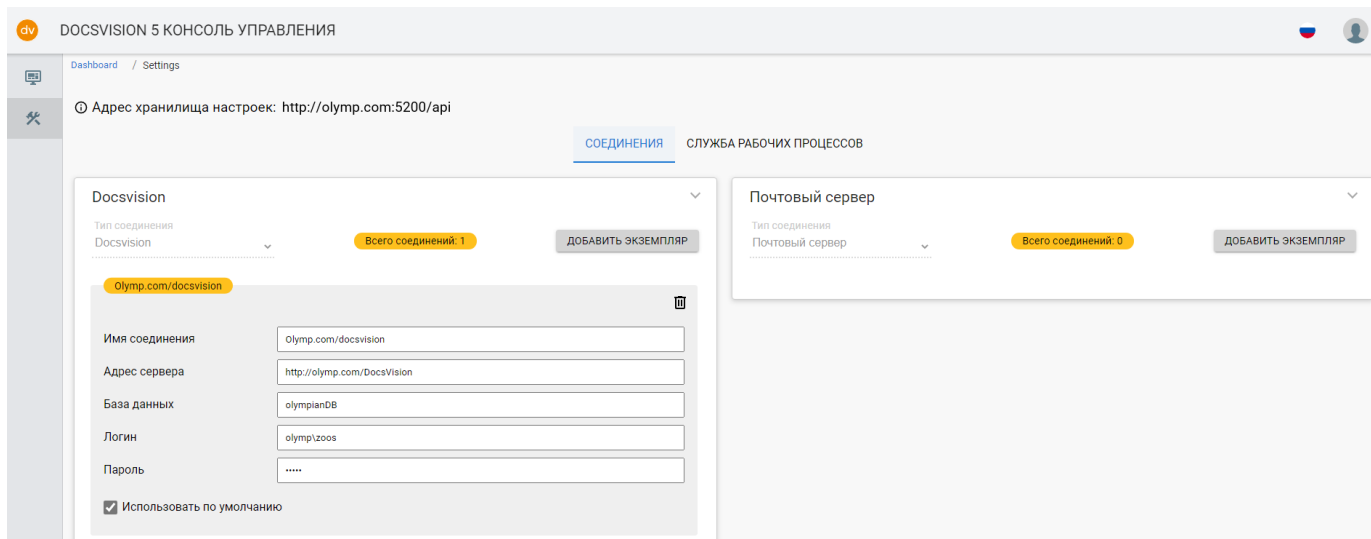 dv DOCSVISION 5 КОНСОЛЬ УПРАВЛЕНИЯ
Dashboard / Settings
Адрес хранилища настроек: http://olymp.com:5200/api
СОЕДИНЕНИЯ СЛУЖБА РАБОЧИХ ПРОЦЕССОВ
Docsvision
Тип соединения
Docsvision
Всего соединений: 1
ДОБАВИТЬ ЭКЗЕМПЛЯР
Olymp.com/docsvision
Имя соединения Olymp.com/docsvision
Адрес сервера http://olymp.com/DocsVision
База данных olympianDB
Логин olymp\zoos
Пароль •••••
Использовать по умолчанию
Почтовый сервер
Тип соединения
Почтовый сервер
Всего соединений: 0
ДОБАВИТЬ ЭКЗЕМПЛЯР